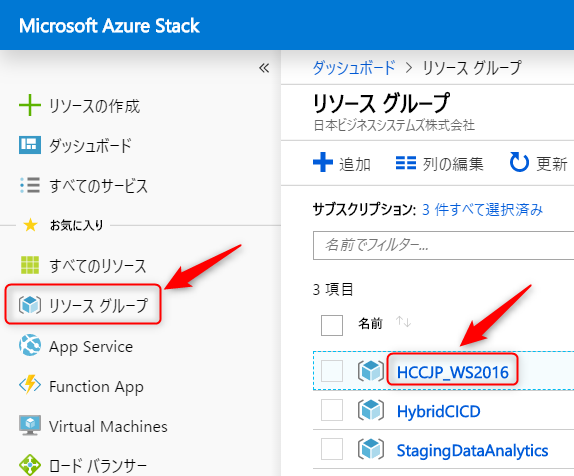 Microsoft Azure Stack
«
リソースの作成
ダッシュボード
すべてのサービス
お気に入り
すべてのリソース
リソース グループ
App Service
Function App
Virtual Machines
ロード バランサー
ダッシュボード > リソース グループ
リソース グループ
日本ビジネスシステムズ株式会社
追加 列の編集 更新
サブスクリプション: 3 件すべて選択済み
名前でフィルター...
3 項目
名前 ↑↓
HCCJP_WS2016
HybridCICD
StagingDataAnalytics